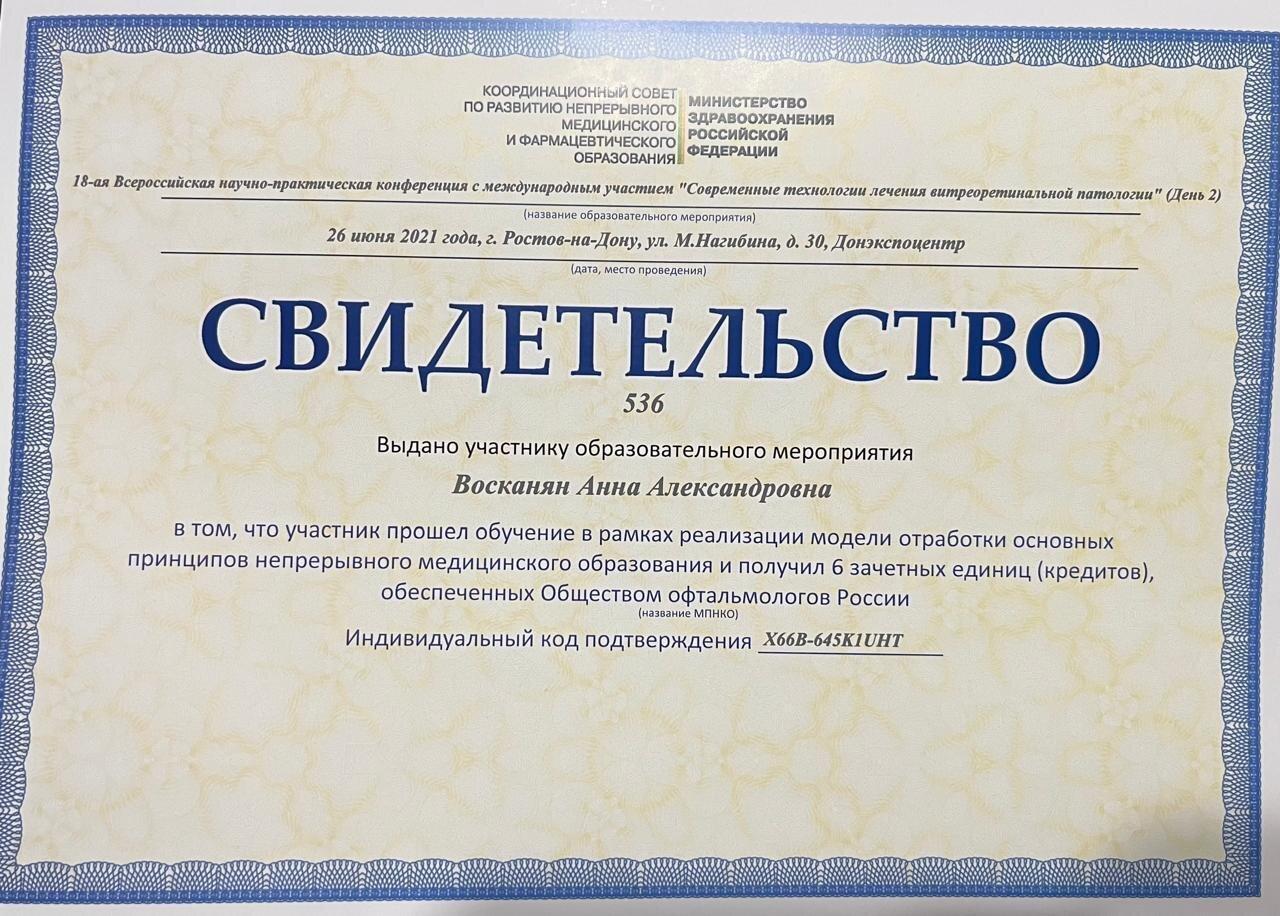 КООРДИНАЦИОННЫЙ СОВЕТ
ПО РАЗВИТИЮ НЕПРЕРЫВНОГО
МЕДИЦИНСКОГО
И ФАРМАЦЕВТИЧЕСКОГО
ОБРАЗОВАНИЯ
МИНИСТЕРСТВО
ЗДРАВООХРАНЕНИЯ
РОССИЙСКОЙ
ФЕДЕРАЦИИ
18-ая Всероссийская научно-практическая конференция с международным участием "Современные технологии лечения витреоретинальной патологии" (День 2)
(название образовательного мероприятия)
26 июня 2021 года, г. Ростов-на-Дону, ул. М.Нагибина, д. 30, Донэкспоцентр
(дата, место проведения)
СВИДЕТЕЛЬСТВО
536
Выдано участнику образовательного мероприятия
Восканян Анна Александровна
в том, что участник прошел обучение в рамках реализации модели отработки основных
принципов непрерывного медицинского образования и получил 6 зачетных единиц (кредитов),
обеспеченных Обществом офтальмологов России
(название МПНКО)
Индивидуальный код подтверждения X66B-645K1UHT